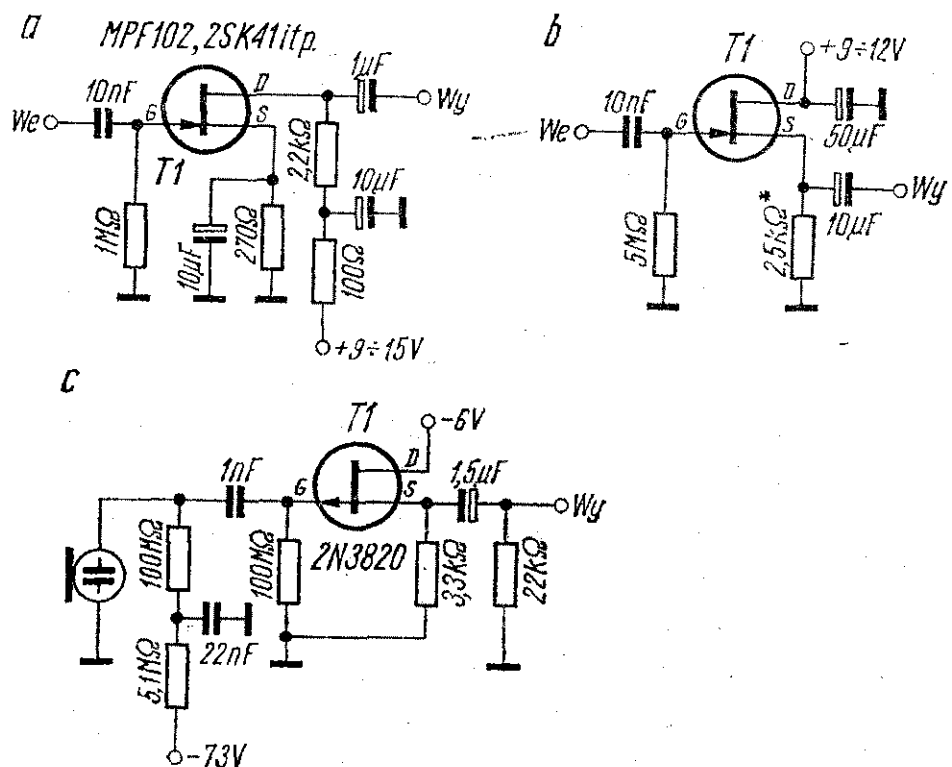 a
MPF102, 2SK41 itp.
1μF
10nF
D
Wy
We
G
S
T1
2,2kΩ
10μF
1MΩ
10μF
270Ω
100Ω
+9÷15V
b
T1
+9÷12V
10nF
D
We
G
S
50μF
5MΩ
2,5kΩ*
Wy
10μF
c
T1
-6V
1nF
D
1,5μF
G
S
Wy
100MΩ
100MΩ
2N3820
3,3kΩ
22kΩ
22nF
5,1MΩ
-73V